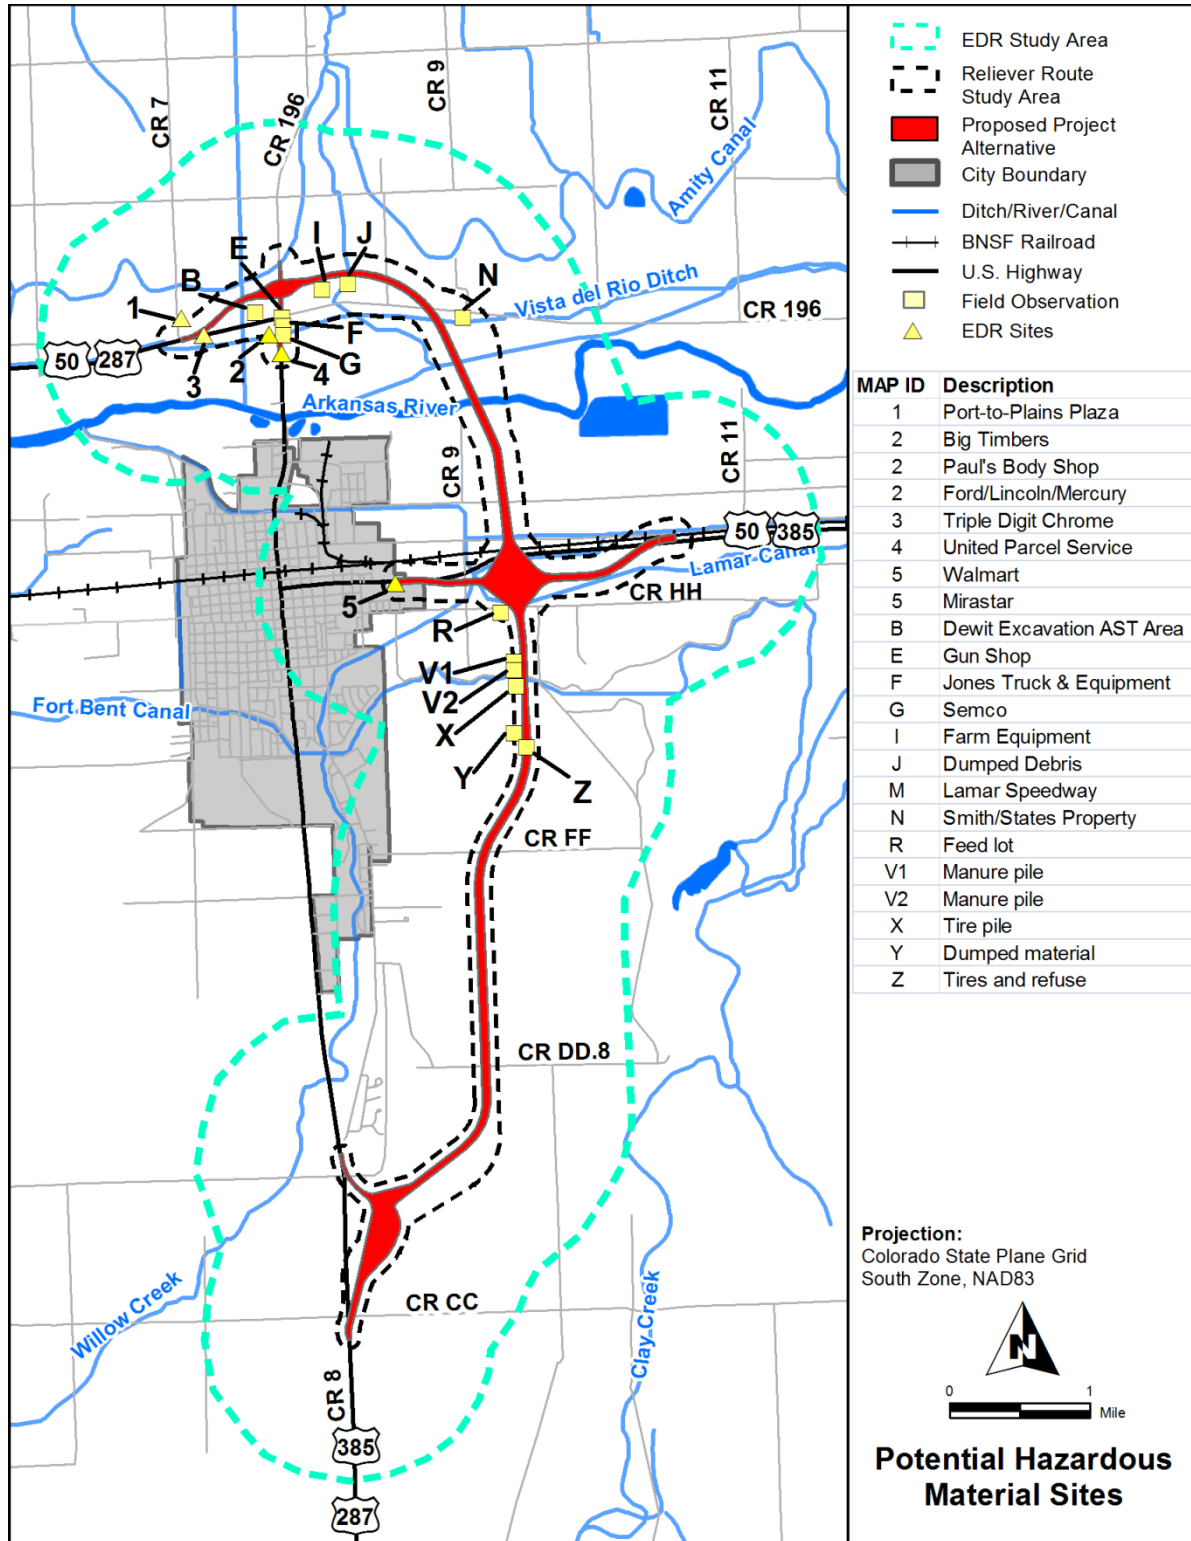 CR 7
CR 196
CR 9
CR 11
Amity Canal
I
J
E
B
N
1
Vista del Rio Ditch
CR 196
F
50
287
3
2
G
4
Arkansas River
CR 9
CR 11
50
385
Lamar Canal
CR HH
5
R
V1
V2
Fort Bent Canal
X
Y
Z
CR FF
CR DD.8
Willow Creek
CR CC
Clay Creek
CR 8
385
287
EDR Study Area
Reliever Route
Study Area
Proposed Project
Alternative
City Boundary
Ditch/River/Canal
BNSF Railroad
U.S. Highway
Field Observation
EDR Sites
MAP ID Description
1 Port-to-Plains Plaza
2 Big Timbers
2 Paul's Body Shop
2 Ford/Lincoln/Mercury
3 Triple Digit Chrome
4 United Parcel Service
5 Walmart
5 Mirastar
B Dewit Excavation AST Area
E Gun Shop
F Jones Truck & Equipment
G Semco
I Farm Equipment
J Dumped Debris
M Lamar Speedway
N Smith/States Property
R Feed lot
V1 Manure pile
V2 Manure pile
X Tire pile
Y Dumped material
Z Tires and refuse
Projection:
Colorado State Plane Grid
South Zone, NAD83
N
0 1
Mile
Potential Hazardous
Material Sites